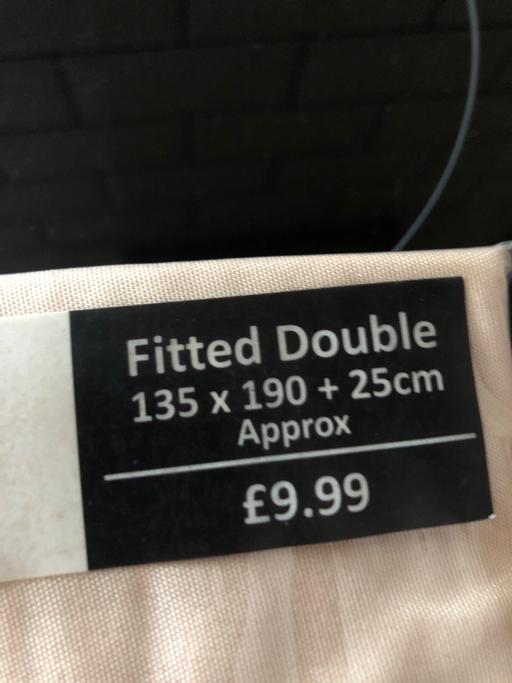 Fitted Double
135 x 190 + 25cm
Approx
£9.99